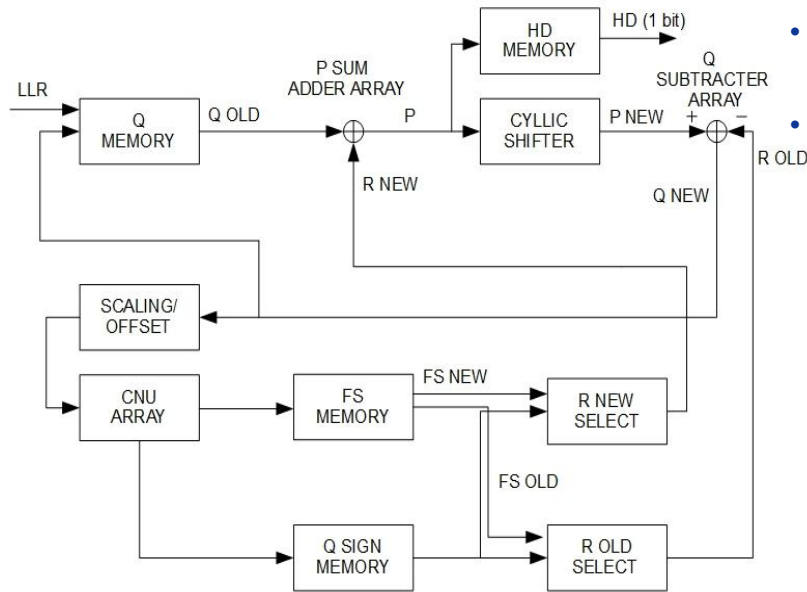 HD
MEMORY
HD (1 bit)
LLR
P SUM
ADDER ARRAY
Q
SUBTRACTER
ARRAY
Q
MEMORY
Q OLD
P
CYLLIC
SHIFTER
P NEW
+
−
R OLD
R NEW
Q NEW
SCALING/
OFFSET
CNU
ARRAY
FS
MEMORY
FS NEW
R NEW
SELECT
FS OLD
Q SIGN
MEMORY
R OLD
SELECT